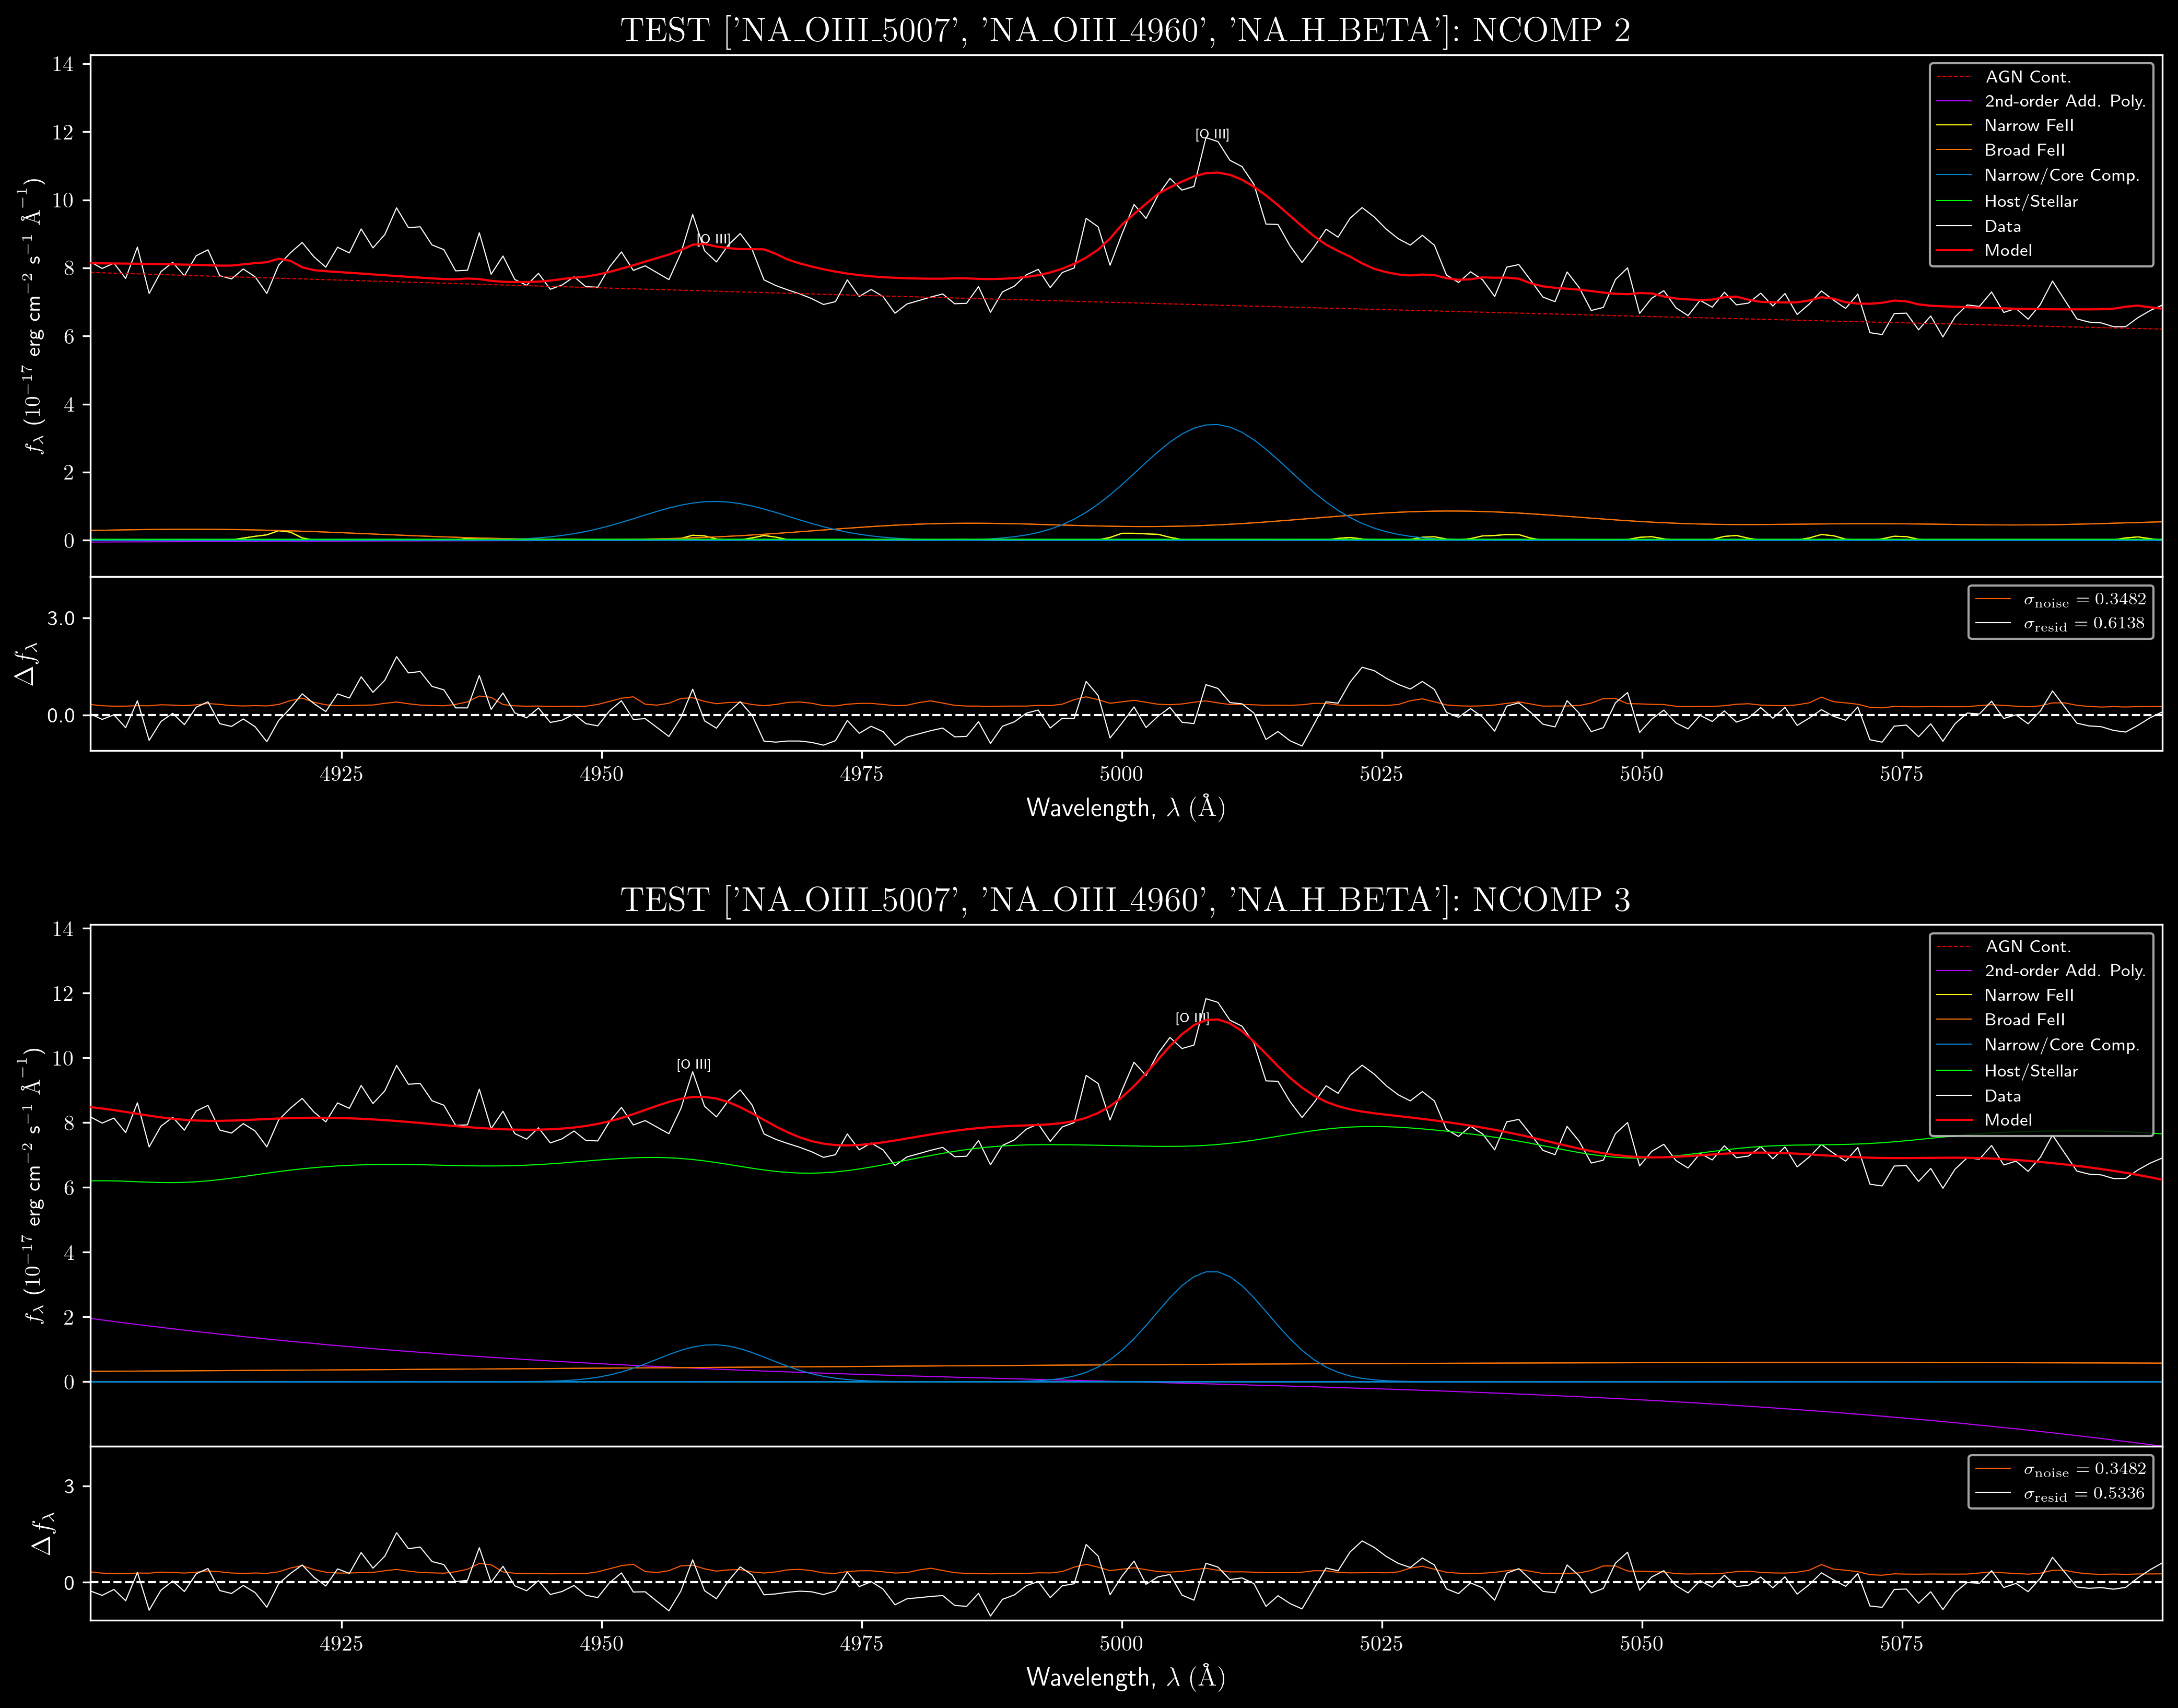 TEST ['NA_OIII_5007', 'NA_OIII_4960', 'NA_H_BETA']: NCOMP 2
14
12
10
8
6
4
2
0
f_λ (10^−17 erg cm^−2 s^−1 Å^−1)
[O III]
[O III]
AGN Cont.
2nd-order Add. Poly.
Narrow FeII
Broad FeII
Narrow/Core Comp.
Host/Stellar
Data
Model
3.0
0.0
Δf_λ
σ_noise = 0.3482
σ_resid = 0.6138
4925 4950 4975 5000 5025 5050 5075
Wavelength, λ (Å)
TEST ['NA_OIII_5007', 'NA_OIII_4960', 'NA_H_BETA']: NCOMP 3
14
12
10
8
6
4
2
0
f_λ (10^−17 erg cm^−2 s^−1 Å^−1)
[O III]
[O III]
AGN Cont.
2nd-order Add. Poly.
Narrow FeII
Broad FeII
Narrow/Core Comp.
Host/Stellar
Data
Model
3
0
Δf_λ
σ_noise = 0.3482
σ_resid = 0.5336
4925 4950 4975 5000 5025 5050 5075
Wavelength, λ (Å)